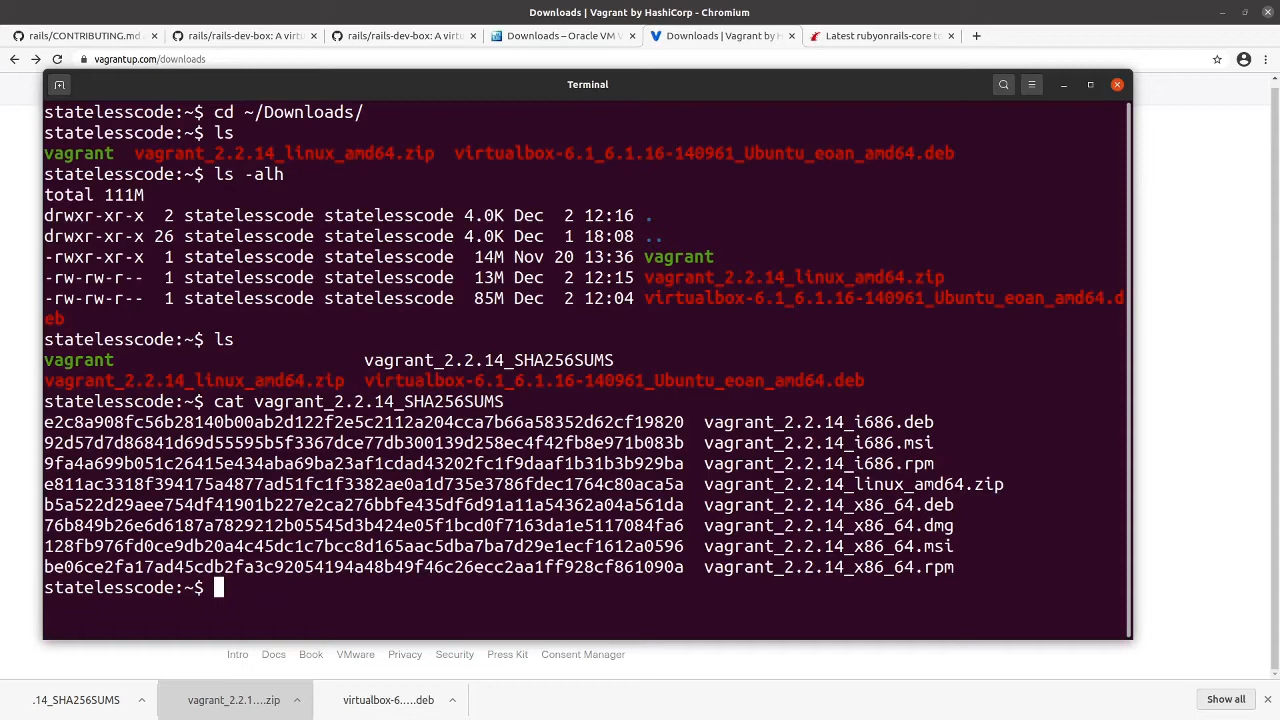 Downloads | Vagrant by HashiCorp - Chromium
rails/CONTRIBUTING.md a
rails/rails-dev-box: A virtu
rails/rails-dev-box: A virtu
Downloads – Oracle VM V
Downloads | Vagrant by H
Latest rubyonrails-core to
vagrantup.com/downloads
Terminal
statelesscode:~$ cd ~/Downloads/
statelesscode:~$ ls
vagrant vagrant_2.2.14_linux_amd64.zip virtualbox-6.1_6.1.16-140961_Ubuntu_eoan_amd64.deb
statelesscode:~$ ls -alh
total 111M
drwxr-xr-x 2 statelesscode statelesscode 4.0K Dec 2 12:16 .
drwxr-xr-x 26 statelesscode statelesscode 4.0K Dec 1 18:08 ..
-rwxr-xr-x 1 statelesscode statelesscode 14M Nov 20 13:36 vagrant
-rw-rw-r-- 1 statelesscode statelesscode 13M Dec 2 12:15 vagrant_2.2.14_linux_amd64.zip
-rw-rw-r-- 1 statelesscode statelesscode 85M Dec 2 12:04 virtualbox-6.1_6.1.16-140961_Ubuntu_eoan_amd64.d
eb
statelesscode:~$ ls
vagrant vagrant_2.2.14_SHA256SUMS
vagrant_2.2.14_linux_amd64.zip virtualbox-6.1_6.1.16-140961_Ubuntu_eoan_amd64.deb
statelesscode:~$ cat vagrant_2.2.14_SHA256SUMS
e2c8a908fc56b28140b00ab2d122f2e5c2112a204cca7b66a58352d62cf19820 vagrant_2.2.14_i686.deb
92d57d7d86841d69d55595b5f3367dce77db300139d258ec4f42fb8e971b083b vagrant_2.2.14_i686.msi
9fa4a699b051c26415e434aba69ba23af1cdad43202fc1f9daaf1b31b3b929ba vagrant_2.2.14_i686.rpm
e811ac3318f394175a4877ad51fc1f3382ae0a1d735e3786fdec1764c80aca5a vagrant_2.2.14_linux_amd64.zip
b5a522d29aee754df41901b227e2ca276bbfe435df6d91a11a54362a04a561da vagrant_2.2.14_x86_64.deb
76b849b26e6d6187a7829212b05545d3b424e05f1bcd0f7163da1e5117084fa6 vagrant_2.2.14_x86_64.dmg
128fb976fd0ce9db20a4c45dc1c7bcc8d165aac5dba7ba7d29e1ecf1612a0596 vagrant_2.2.14_x86_64.msi
be06ce2fa17ad45cdb2fa3c92054194a48b49f46c26ecc2aa1ff928cf861090a vagrant_2.2.14_x86_64.rpm
statelesscode:~$
Intro Docs Book VMware Privacy Security Press Kit Consent Manager
.14_SHA256SUMS
vagrant_2.2.1....zip
virtualbox-6.....deb
Show all